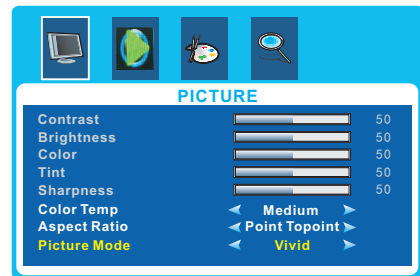 PICTURE
Contrast 50
Brightness 50
Color 50
Tint 50
Sharpness 50
Color Temp Medium
Aspect Ratio Point Topoint
Picture Mode Vivid